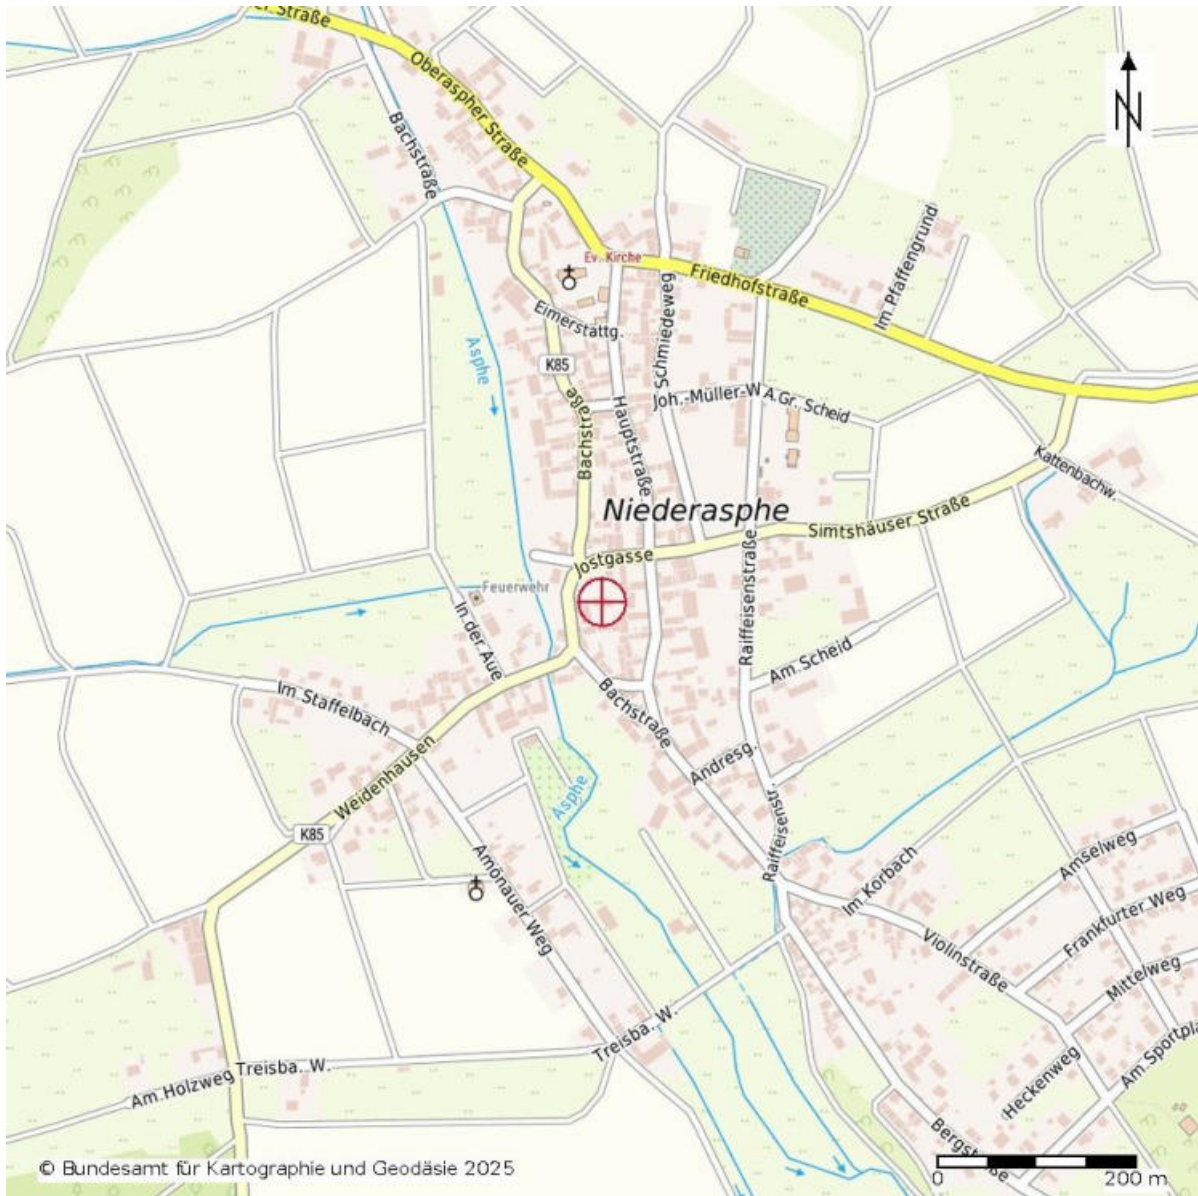 er Straße
Oberaspher Straße
Bachstraße
N
Ev. Kirche
Friedhofstraße
Im Pfaffengrund
Eimerstattg.
Schmiedeweg
Asphe
K85
Joh.-Müller-W
A.Gr. Scheid
Bachstraße
Hauptstraße
Kattenbachw.
Niederasphe
Simtshäuser Straße
Jostgasse
Feuerwehr
In der Aue
Raiffeisenstraße
Am Scheid
Im Staffelbach
Bachstraße
Andresg.
Weidenhausen
Asphe
K85
Raiffeisenstr.
Amönauer Weg
Im Korbach
Amselweg
Frankfurter Weg
Violinstraße
Mittelweg
Treisba. W.
Treisba. W.
Am Holzweg
Heckenweg
Am Sportpla
Bergstraße
© Bundesamt für Kartographie und Geodäsie 2025
0 200 m